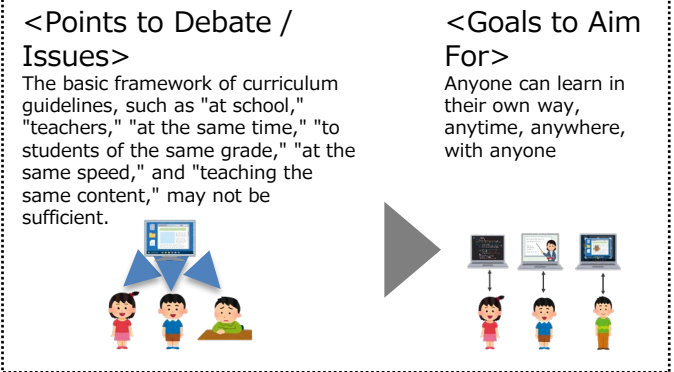 <Points to Debate /
Issues>
The basic framework of curriculum
guidelines, such as "at school,"
"teachers," "at the same time," "to
students of the same grade," "at the
same speed," and "teaching the
same content," may not be
sufficient.
<Goals to Aim
For>
Anyone can learn in
their own way,
anytime, anywhere,
with anyone